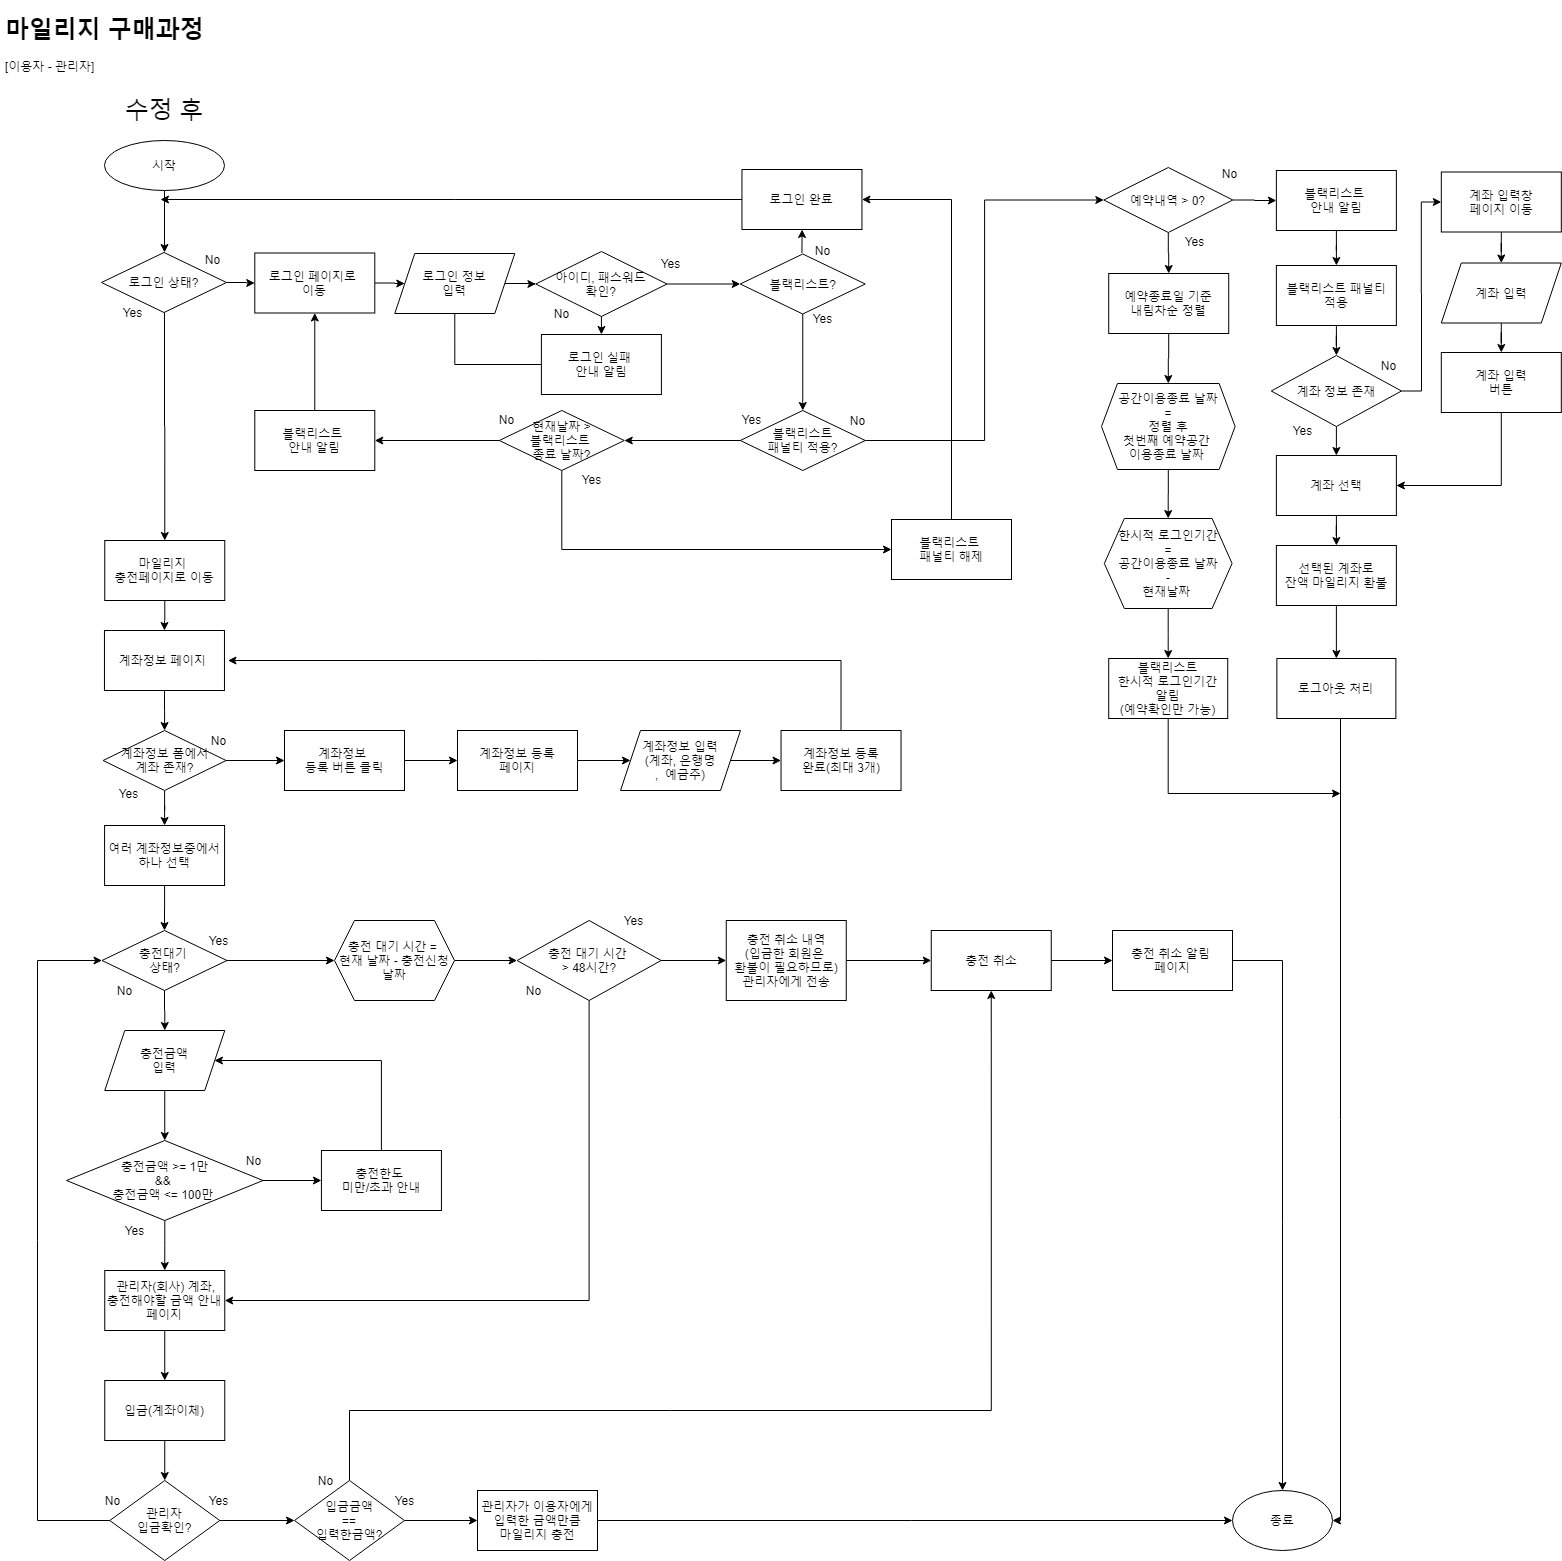 마일리지 구매과정
[이용자 - 관리자]
수정 후
시작
로그인 상태?
No
Yes
로그인 페이지로
이동
로그인 정보
입력
아이디, 패스워드
확인?
Yes
No
로그인 실패
안내 알림
블랙리스트?
No
Yes
로그인 완료
블랙리스트
패널티 적용?
Yes
No
현재날짜 >
블랙리스트
종료 날짜?
No
Yes
블랙리스트
안내 알림
블랙리스트
패널티 해제
예약내역 > 0?
No
Yes
예약종료일 기준
내림차순 정렬
공간이용종료 날짜
=
정렬 후
첫번째 예약공간
이용종료 날짜
한시적 로그인기간
=
공간이용종료 날짜
-
현재날짜
블랙리스트
한시적 로그인기간
알림
(예약확인만 가능)
블랙리스트
안내 알림
블랙리스트 패널티
적용
계좌 정보 존재
No
Yes
계좌 입력창
페이지 이동
계좌 입력
계좌 입력
버튼
계좌 선택
선택된 계좌로
잔액 마일리지 환불
로그아웃 처리
마일리지
충전페이지로 이동
계좌정보 페이지
계좌정보 폼에서
계좌 존재?
No
Yes
계좌정보
등록 버튼 클릭
계좌정보 등록
페이지
계좌정보 입력
(계좌, 은행명
, 예금주)
계좌정보 등록
완료(최대 3개)
여러 계좌정보중에서
하나 선택
충전대기
상태?
Yes
No
충전 대기 시간 =
현재 날짜 - 충전신청
날짜
충전 대기 시간
> 48시간?
Yes
No
충전 취소 내역
(입금한 회원은
환불이 필요하므로)
관리자에게 전송
충전 취소
충전 취소 알림
페이지
충전금액
입력
충전금액 >= 1만
&&
충전금액 <= 100만
No
Yes
충전한도
미만/초과 안내
관리자(회사) 계좌,
충전해야할 금액 안내
페이지
입금(계좌이체)
관리자
입금확인?
No
Yes
입금금액
==
입력한금액?
No
Yes
관리자가 이용자에게
입력한 금액만큼
마일리지 충전
종료